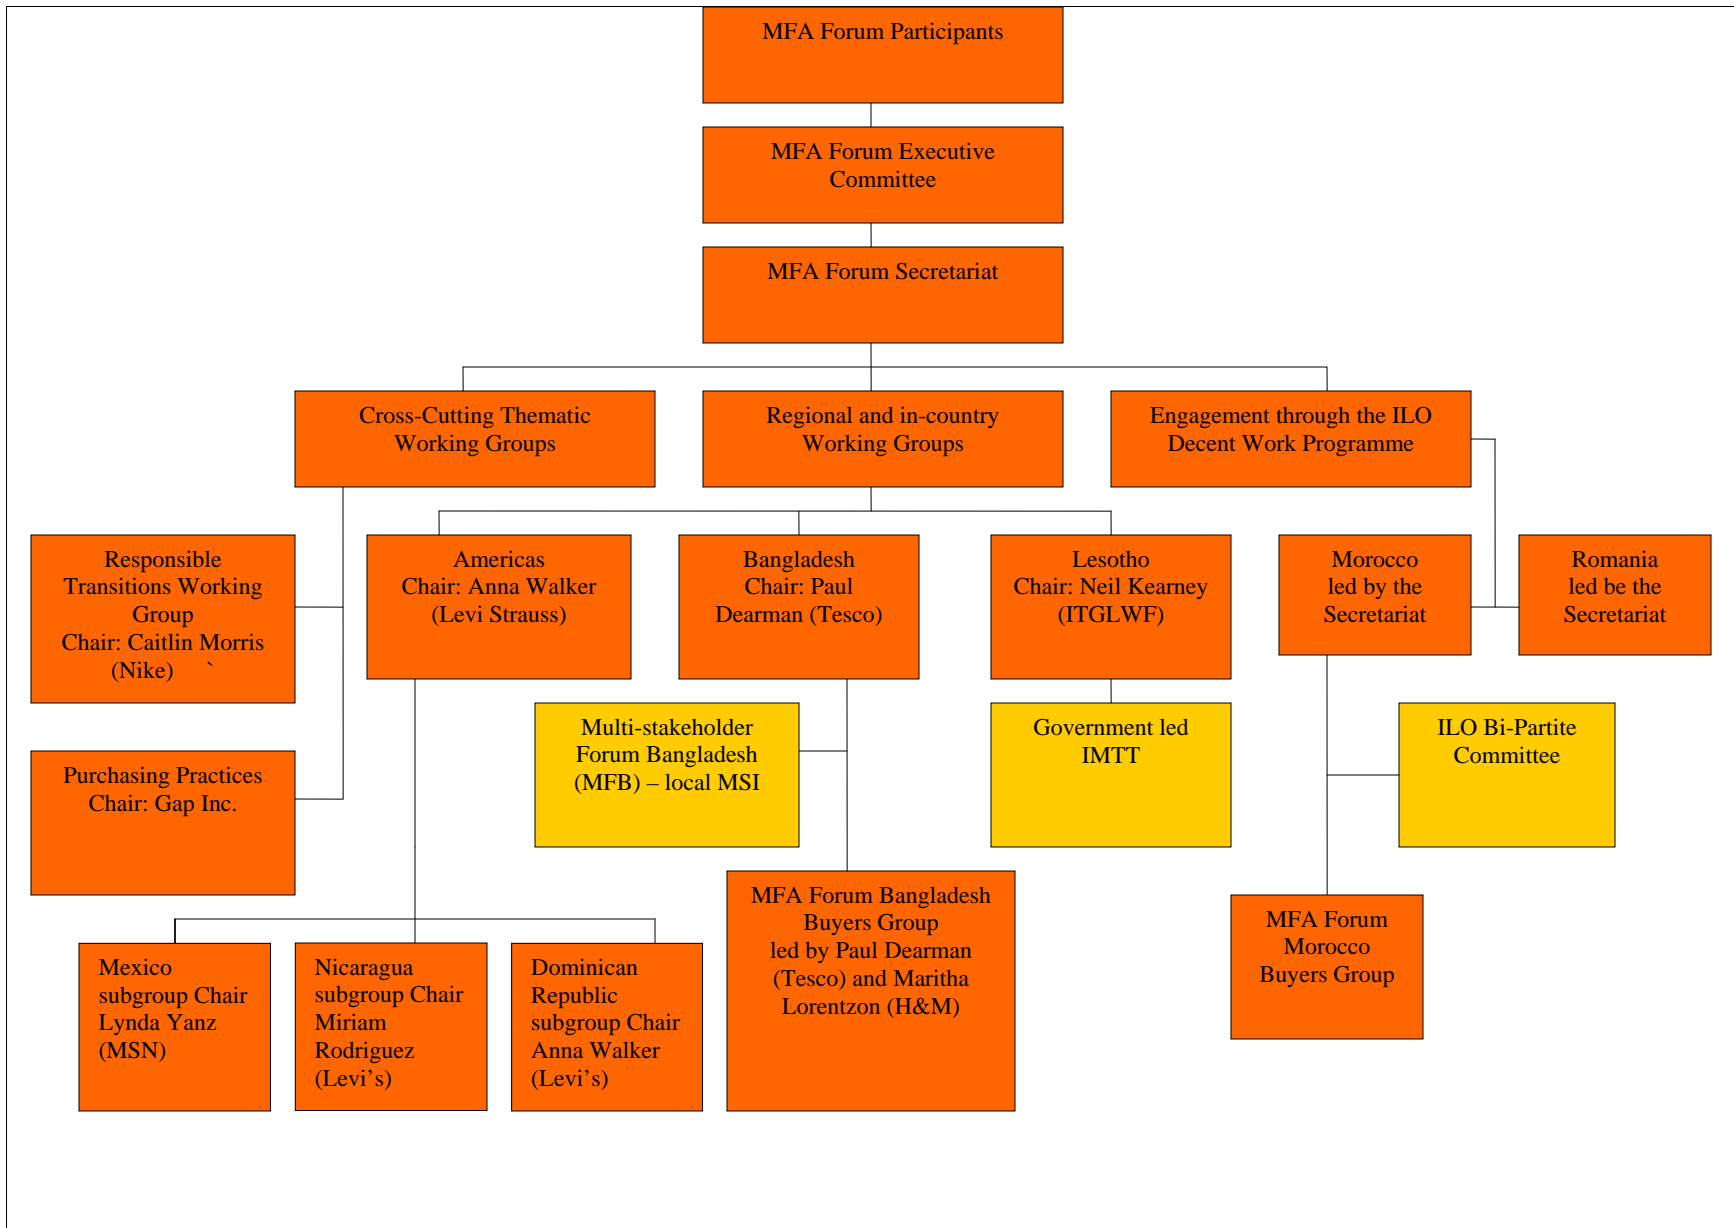 MFA Forum Participants
MFA Forum Executive
Committee
MFA Forum Secretariat
Cross-Cutting Thematic
Working Groups
Regional and in-country
Working Groups
Engagement through the ILO
Decent Work Programme
Responsible
Transitions Working
Group
Chair: Caitlin Morris
(Nike) `
Americas
Chair: Anna Walker
(Levi Strauss)
Bangladesh
Chair: Paul
Dearman (Tesco)
Lesotho
Chair: Neil Kearney
(ITGLWF)
Morocco
led by the
Secretariat
Romania
led be the
Secretariat
Purchasing Practices
Chair: Gap Inc.
Multi-stakeholder
Forum Bangladesh
(MFB) – local MSI
Government led
IMTT
ILO Bi-Partite
Committee
Mexico
subgroup Chair
Lynda Yanz
(MSN)
Nicaragua
subgroup Chair
Miriam
Rodriguez
(Levi’s)
Dominican
Republic
subgroup Chair
Anna Walker
(Levi’s)
MFA Forum Bangladesh
Buyers Group
led by Paul Dearman
(Tesco) and Maritha
Lorentzon (H&M)
MFA Forum
Morocco
Buyers Group